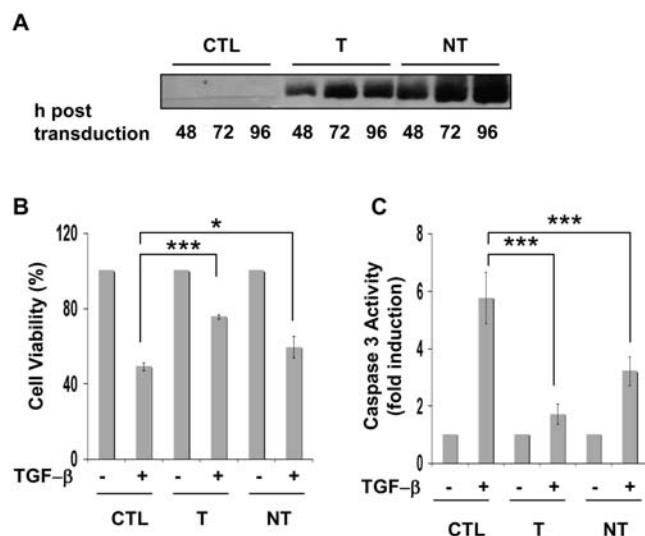 A
CTL T NT
h post
transduction
48 72 96 48 72 96 48 72 96
B
Cell Viability (%)
120
80
40
0
*
***
TGF–β - + - + - +
CTL T NT
C
Caspase 3 Activity
(fold induction)
8
6
4
2
0
***
***
TGF–β - + - + - +
CTL T NT